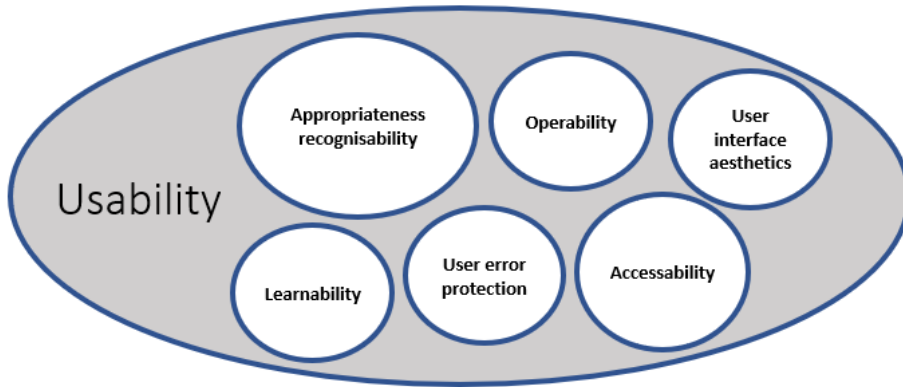 Usability
Appropriateness
recognisability
Operability
User
interface
aesthetics
Learnability
User error
protection
Accessability